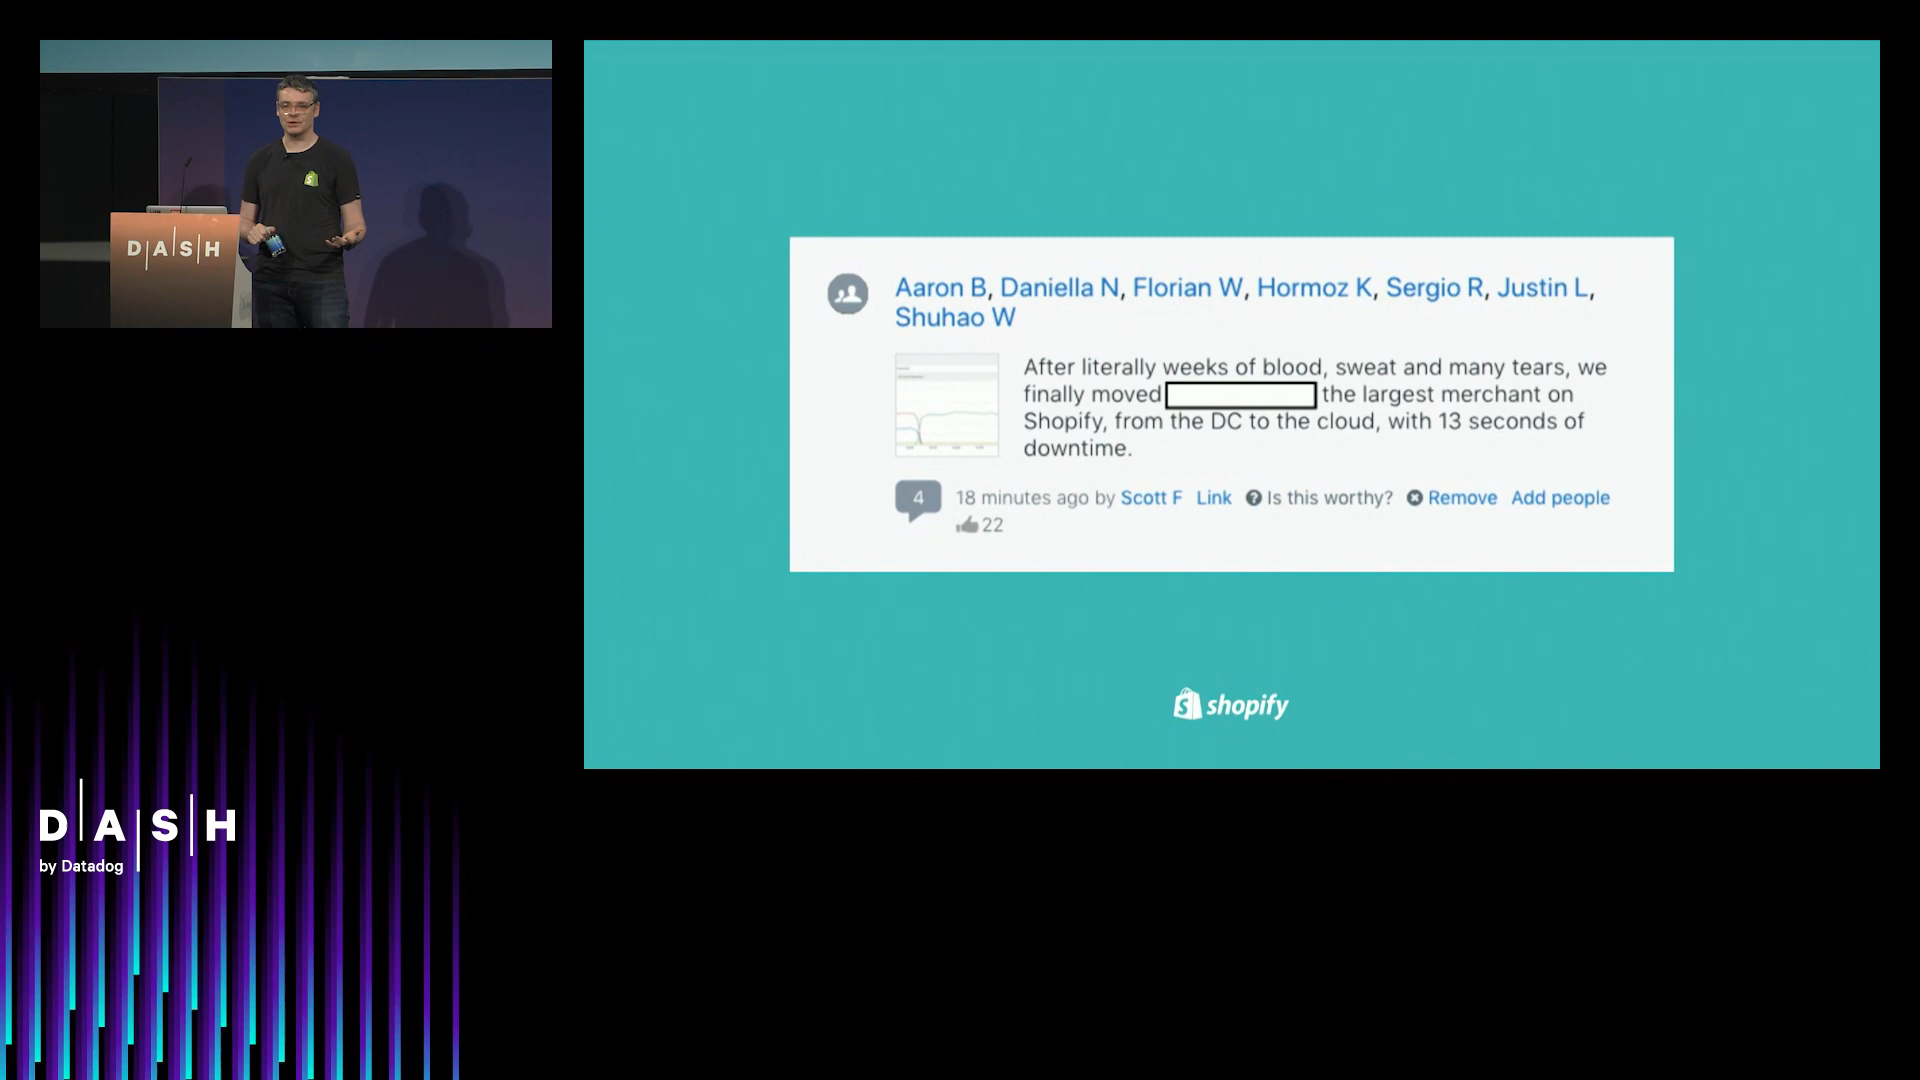 D|A|S|H
Aaron B, Daniella N, Florian W, Hormoz K, Sergio R, Justin L,
Shuhao W
After literally weeks of blood, sweat and many tears, we
finally moved the largest merchant on
Shopify, from the DC to the cloud, with 13 seconds of
downtime.
4
18 minutes ago by Scott F Link Is this worthy? Remove Add people
22
shopify
D|A|S|H
by Datadog